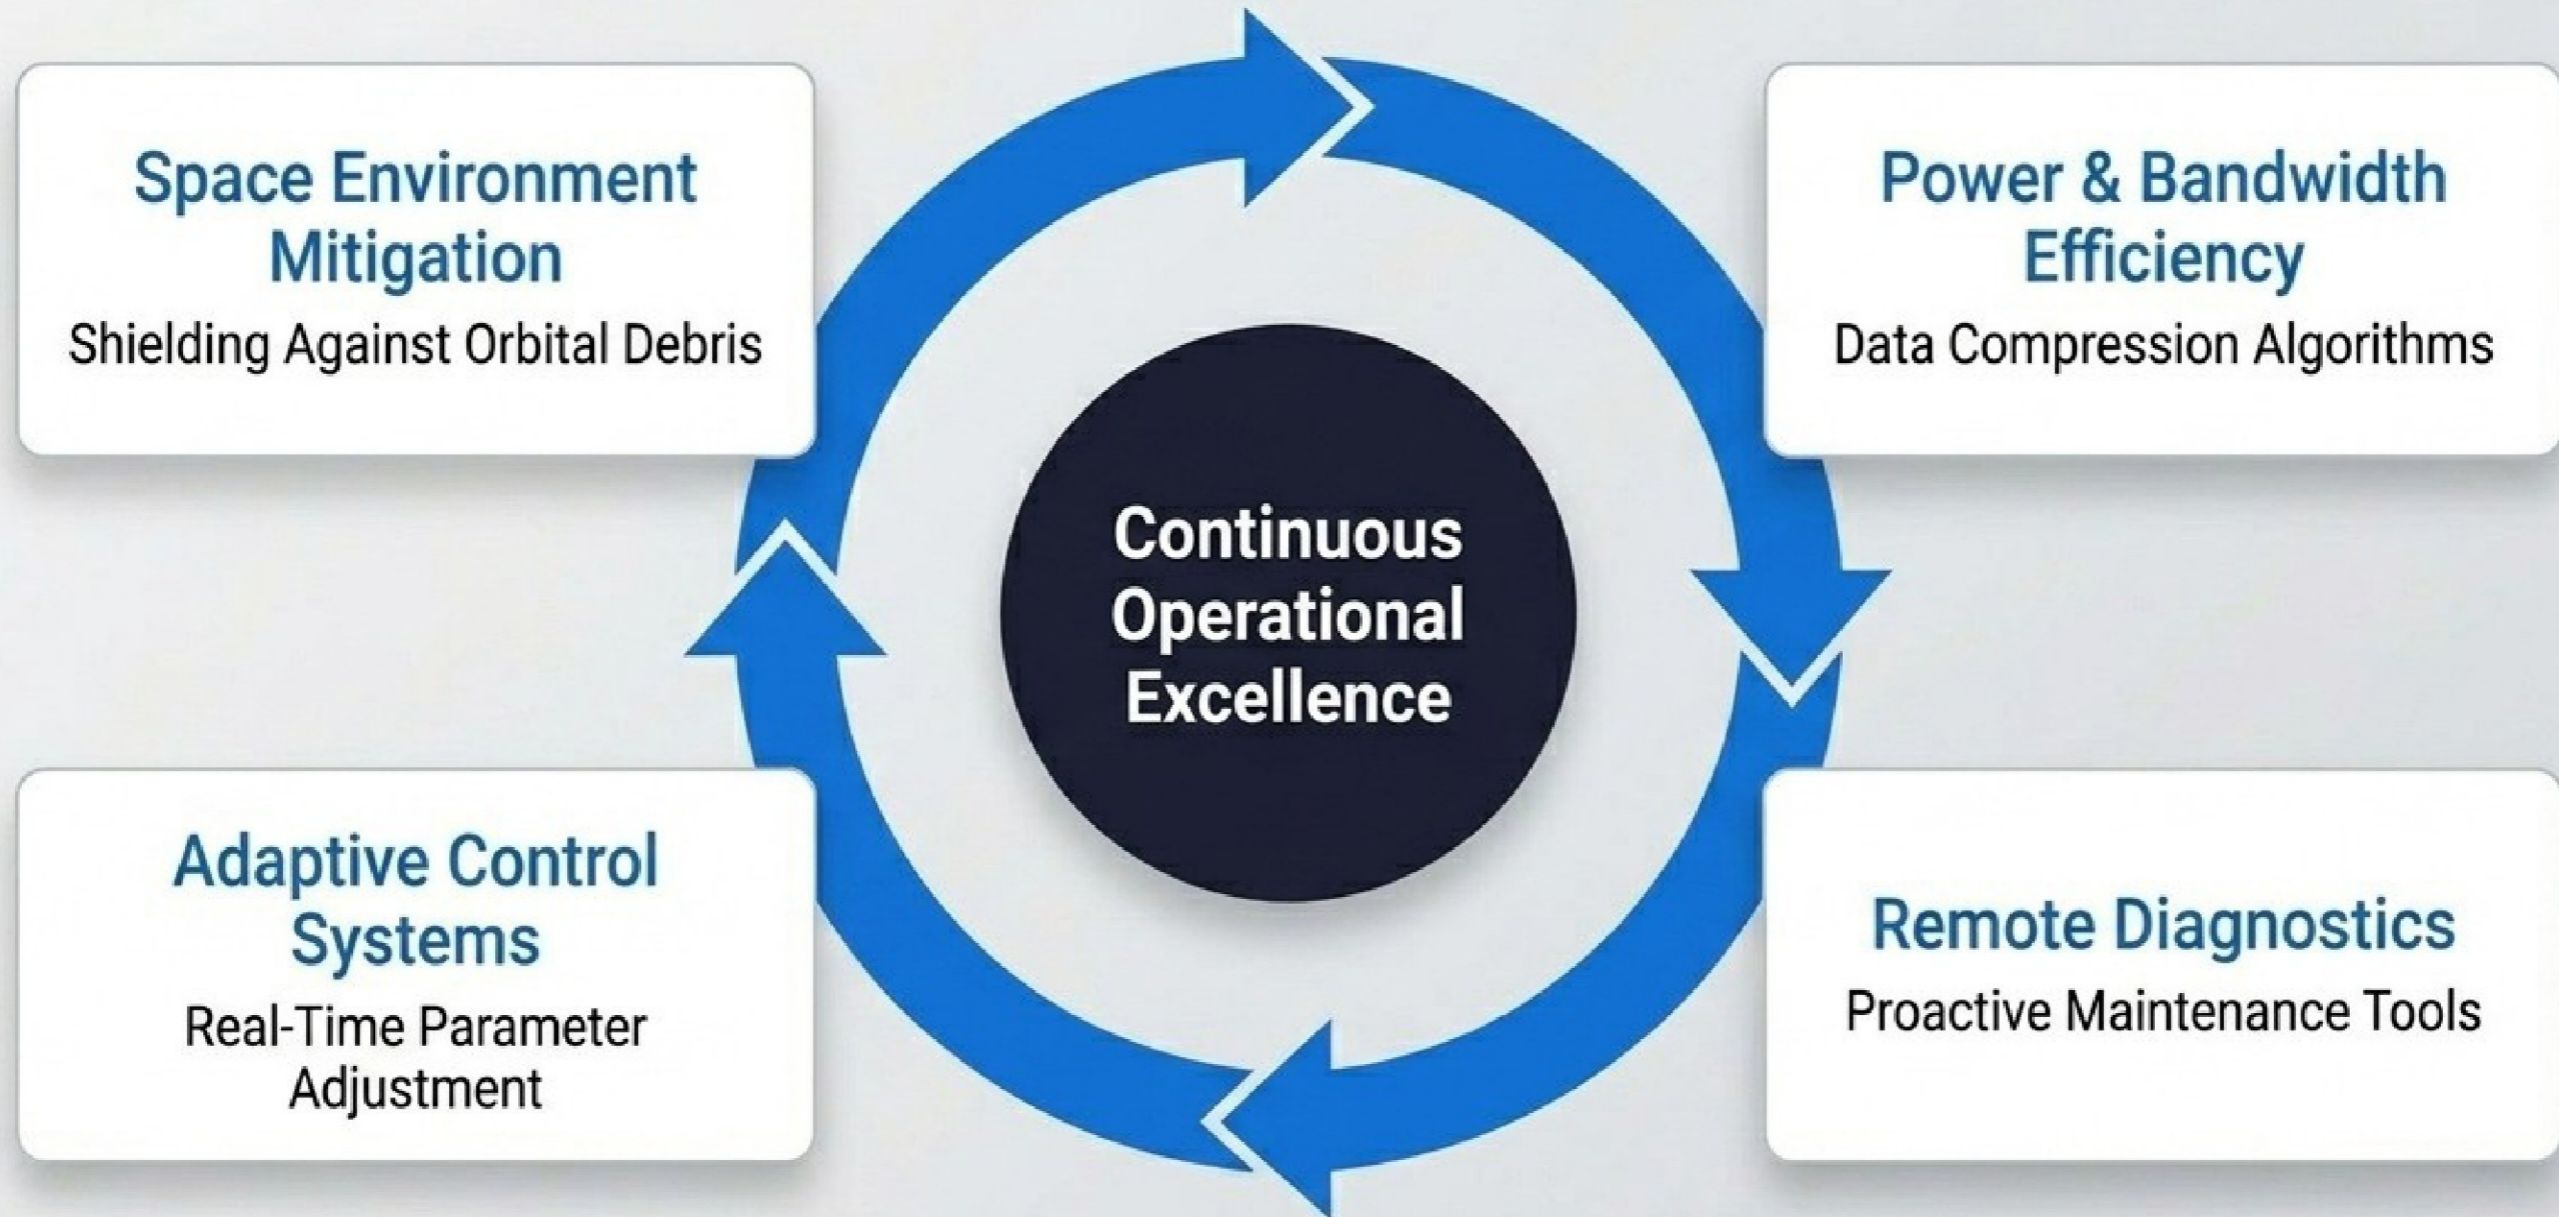 Space Environment
Mitigation
Shielding Against Orbital Debris
Power & Bandwidth
Efficiency
Data Compression Algorithms
Continuous
Operational
Excellence
Adaptive Control
Systems
Real-Time Parameter
Adjustment
Remote Diagnostics
Proactive Maintenance Tools